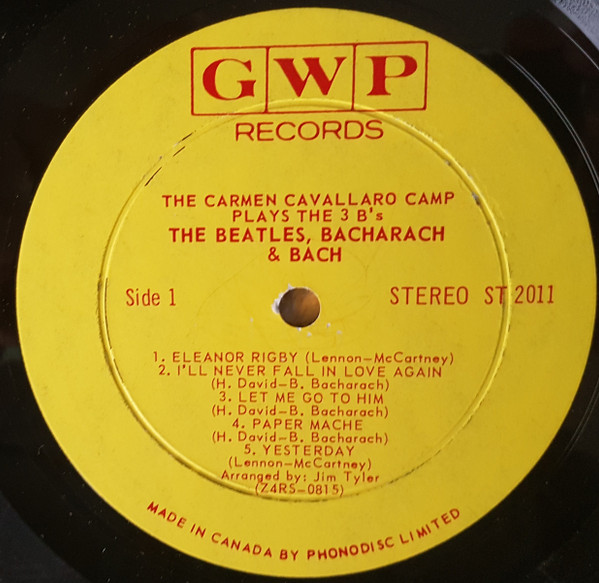 GWP
RECORDS
THE CARMEN CAVALLARO CAMP
PLAYS THE 3 B's
THE BEATLES, BACHARACH
& BACH
Side 1
STEREO ST 2011
1. ELEANOR RIGBY (Lennon—McCartney)
2. I'LL NEVER FALL IN LOVE AGAIN
(H. David—B. Bacharach)
3. LET ME GO TO HIM
(H. David—B. Bacharach)
4. PAPER MACHE
(H. David—B. Bacharach)
5. YESTERDAY
(Lennon—McCartney)
Arranged by: Jim Tyler
(Z4RS—0815)
MADE IN CANADA BY PHONODISC LIMITED